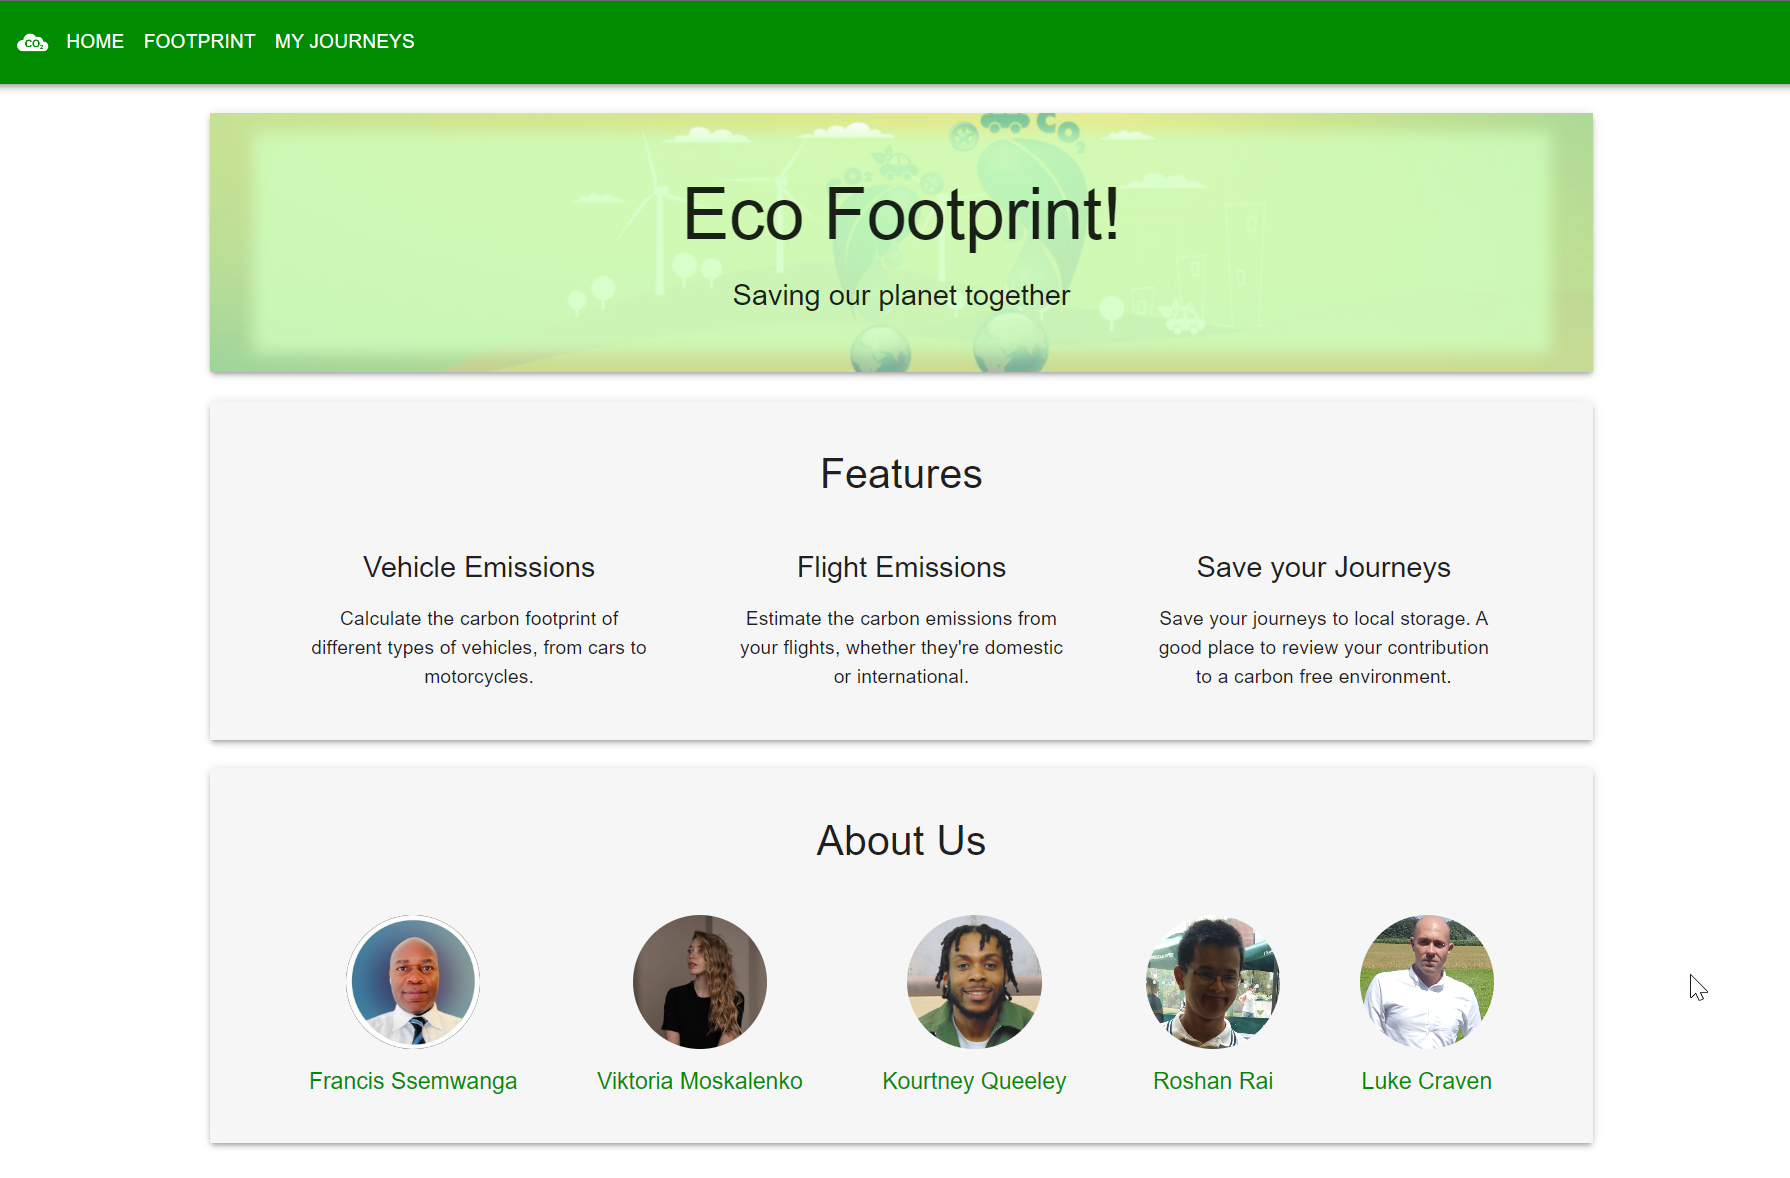 CO₂
HOME FOOTPRINT MY JOURNEYS
CO₂
Eco Footprint!
Saving our planet together
Features
Vehicle Emissions
Calculate the carbon footprint of
different types of vehicles, from cars to
motorcycles.
Flight Emissions
Estimate the carbon emissions from
your flights, whether they're domestic
or international.
Save your Journeys
Save your journeys to local storage. A
good place to review your contribution
to a carbon free environment.
About Us
Francis Ssemwanga
Viktoria Moskalenko
Kourtney Queeley
Roshan Rai
Luke Craven